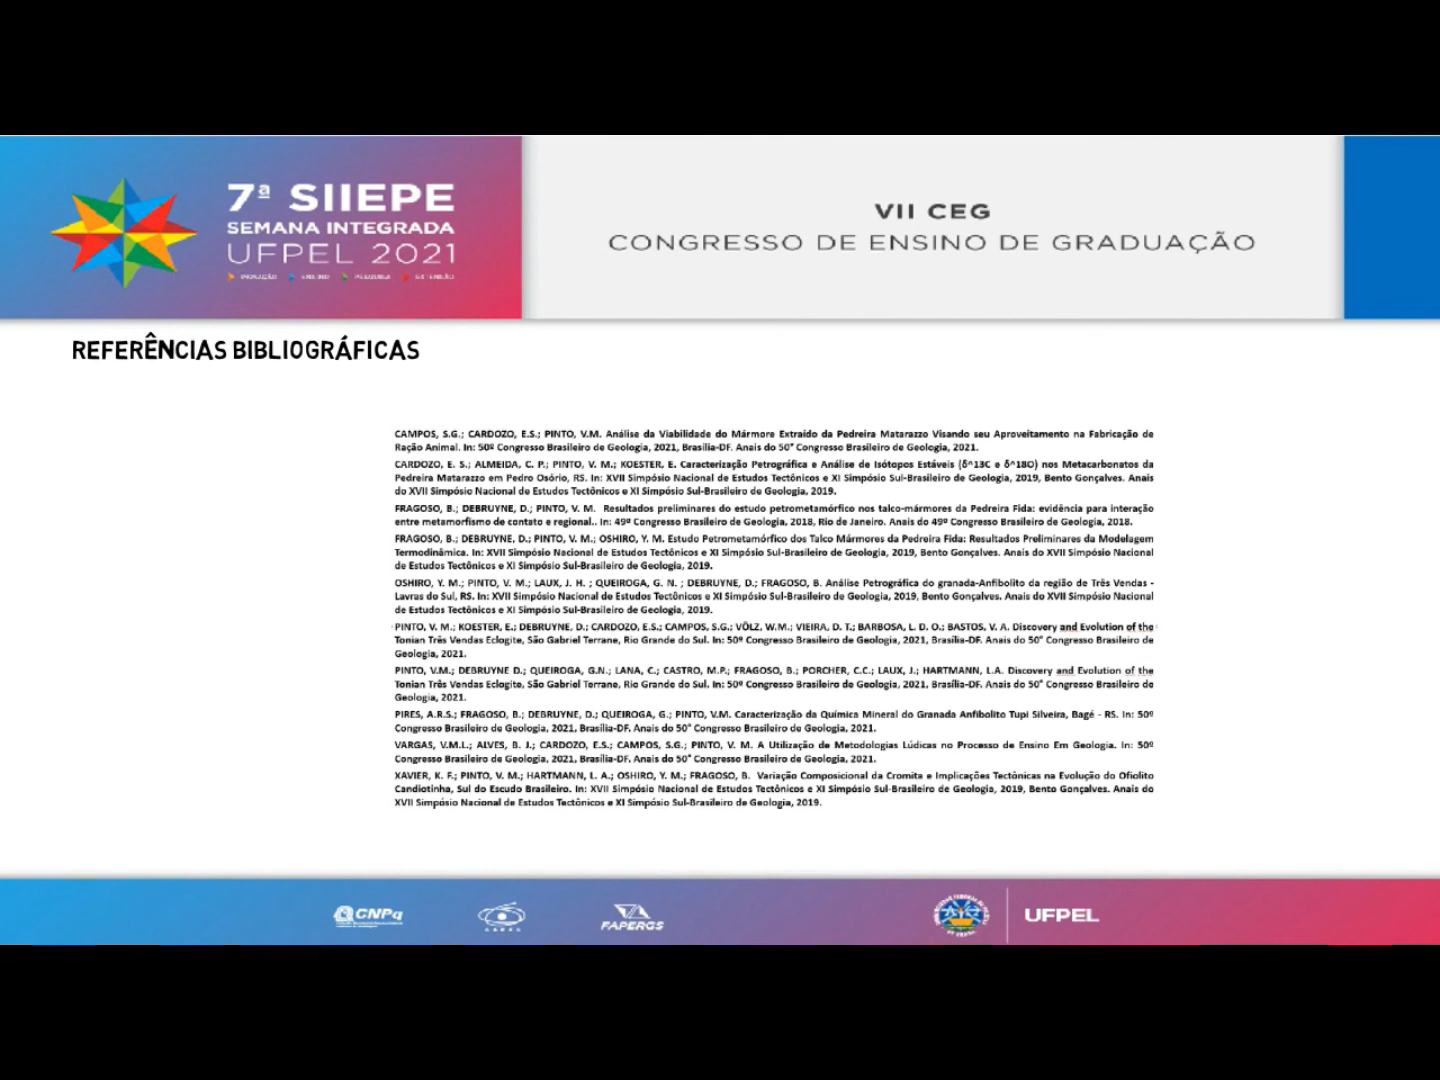 7ª SIIEPE
SEMANA INTEGRADA
UFPEL 2021
INOVAÇÃO ENSINO PESQUISA EXTENSÃO
VII CEG
CONGRESSO DE ENSINO DE GRADUAÇÃO
REFERÊNCIAS BIBLIOGRÁFICAS
CAMPOS, S.G.; CARDOZO, E.S.; PINTO, V.M. Análise da Viabilidade do Mármore Extraído da Pedreira Matarazzo Visando seu Aproveitamento na Fabricação de
Ração Animal. In: 50º Congresso Brasileiro de Geologia, 2021, Brasília-DF. Anais do 50° Congresso Brasileiro de Geologia, 2021.
CARDOZO, E. S.; ALMEIDA, C. P.; PINTO, V. M.; KOESTER, E. Caracterização Petrográfica e Análise de Isótopos Estáveis (δ^13C e δ^18O) nos Metacarbonatos da
Pedreira Matarazzo em Pedro Osório, RS. In: XVII Simpósio Nacional de Estudos Tectônicos e XI Simpósio Sul-Brasileiro de Geologia, 2019, Bento Gonçalves. Anais
do XVII Simpósio Nacional de Estudos Tectônicos e XI Simpósio Sul-Brasileiro de Geologia, 2019.
FRAGOSO, B.; DEBRUYNE, D.; PINTO, V. M. Resultados preliminares do estudo petrometamórfico nos talco-mármores da Pedreira Fida: evidência para interação
entre metamorfismo de contato e regional.. In: 49º Congresso Brasileiro de Geologia, 2018, Rio de Janeiro. Anais do 49º Congresso Brasileiro de Geologia, 2018.
FRAGOSO, B.; DEBRUYNE, D.; PINTO, V. M.; OSHIRO, Y. M. Estudo Petrometamórfico dos Talco Mármores da Pedreira Fida: Resultados Preliminares da Modelagem
Termodinâmica. In: XVII Simpósio Nacional de Estudos Tectônicos e XI Simpósio Sul-Brasileiro de Geologia, 2019, Bento Gonçalves. Anais do XVII Simpósio Nacional
de Estudos Tectônicos e XI Simpósio Sul-Brasileiro de Geologia, 2019.
OSHIRO, Y. M.; PINTO, V. M.; LAUX, J. H. ; QUEIROGA, G. N. ; DEBRUYNE, D.; FRAGOSO, B. Análise Petrográfica do granada-Anfibolito da região de Três Vendas -
Lavras do Sul, RS. In: XVII Simpósio Nacional de Estudos Tectônicos e XI Simpósio Sul-Brasileiro de Geologia, 2019, Bento Gonçalves. Anais do XVII Simpósio Nacional
de Estudos Tectônicos e XI Simpósio Sul-Brasileiro de Geologia, 2019.
PINTO, V. M.; KOESTER, E.; DEBRUYNE, D.; CARDOZO, E.S.; CAMPOS, S.G.; VÖLZ, W.M.; VIEIRA, D. T.; BARBOSA, L. D. O.; BASTOS, V. A. Discovery and Evolution of the
Tonian Três Vendas Eclogite, São Gabriel Terrane, Rio Grande do Sul. In: 50º Congresso Brasileiro de Geologia, 2021, Brasília-DF. Anais do 50° Congresso Brasileiro de
Geologia, 2021.
PINTO, V.M.; DEBRUYNE D.; QUEIROGA, G.N.; LANA, C.; CASTRO, M.P.; FRAGOSO, B.; PORCHER, C.C.; LAUX, J.; HARTMANN, L.A. Discovery and Evolution of the
Tonian Três Vendas Eclogite, São Gabriel Terrane, Rio Grande do Sul. In: 50º Congresso Brasileiro de Geologia, 2021, Brasília-DF. Anais do 50° Congresso Brasileiro de
Geologia, 2021.
PIRES, A.R.S.; FRAGOSO, B.; DEBRUYNE, D.; QUEIROGA, G.; PINTO, V.M. Caracterização da Química Mineral do Granada Anfibolito Tupi Silveira, Bagé - RS. In: 50º
Congresso Brasileiro de Geologia, 2021, Brasília-DF. Anais do 50° Congresso Brasileiro de Geologia, 2021.
VARGAS, V.M.L.; ALVES, B. J.; CARDOZO, E.S.; CAMPOS, S.G.; PINTO, V. M. A Utilização de Metodologias Lúdicas no Processo de Ensino Em Geologia. In: 50º
Congresso Brasileiro de Geologia, 2021, Brasília-DF. Anais do 50° Congresso Brasileiro de Geologia, 2021.
XAVIER, K. F.; PINTO, V. M.; HARTMANN, L. A.; OSHIRO, Y. M.; FRAGOSO, B. Variação Composicional da Cromita e Implicações Tectônicas na Evolução do Ofiolito
Candiotinha, Sul do Escudo Brasileiro. In: XVII Simpósio Nacional de Estudos Tectônicos e XI Simpósio Sul-Brasileiro de Geologia, 2019, Bento Gonçalves. Anais do
XVII Simpósio Nacional de Estudos Tectônicos e XI Simpósio Sul-Brasileiro de Geologia, 2019.
CNPq
CAPES
FAPERGS
UFPEL